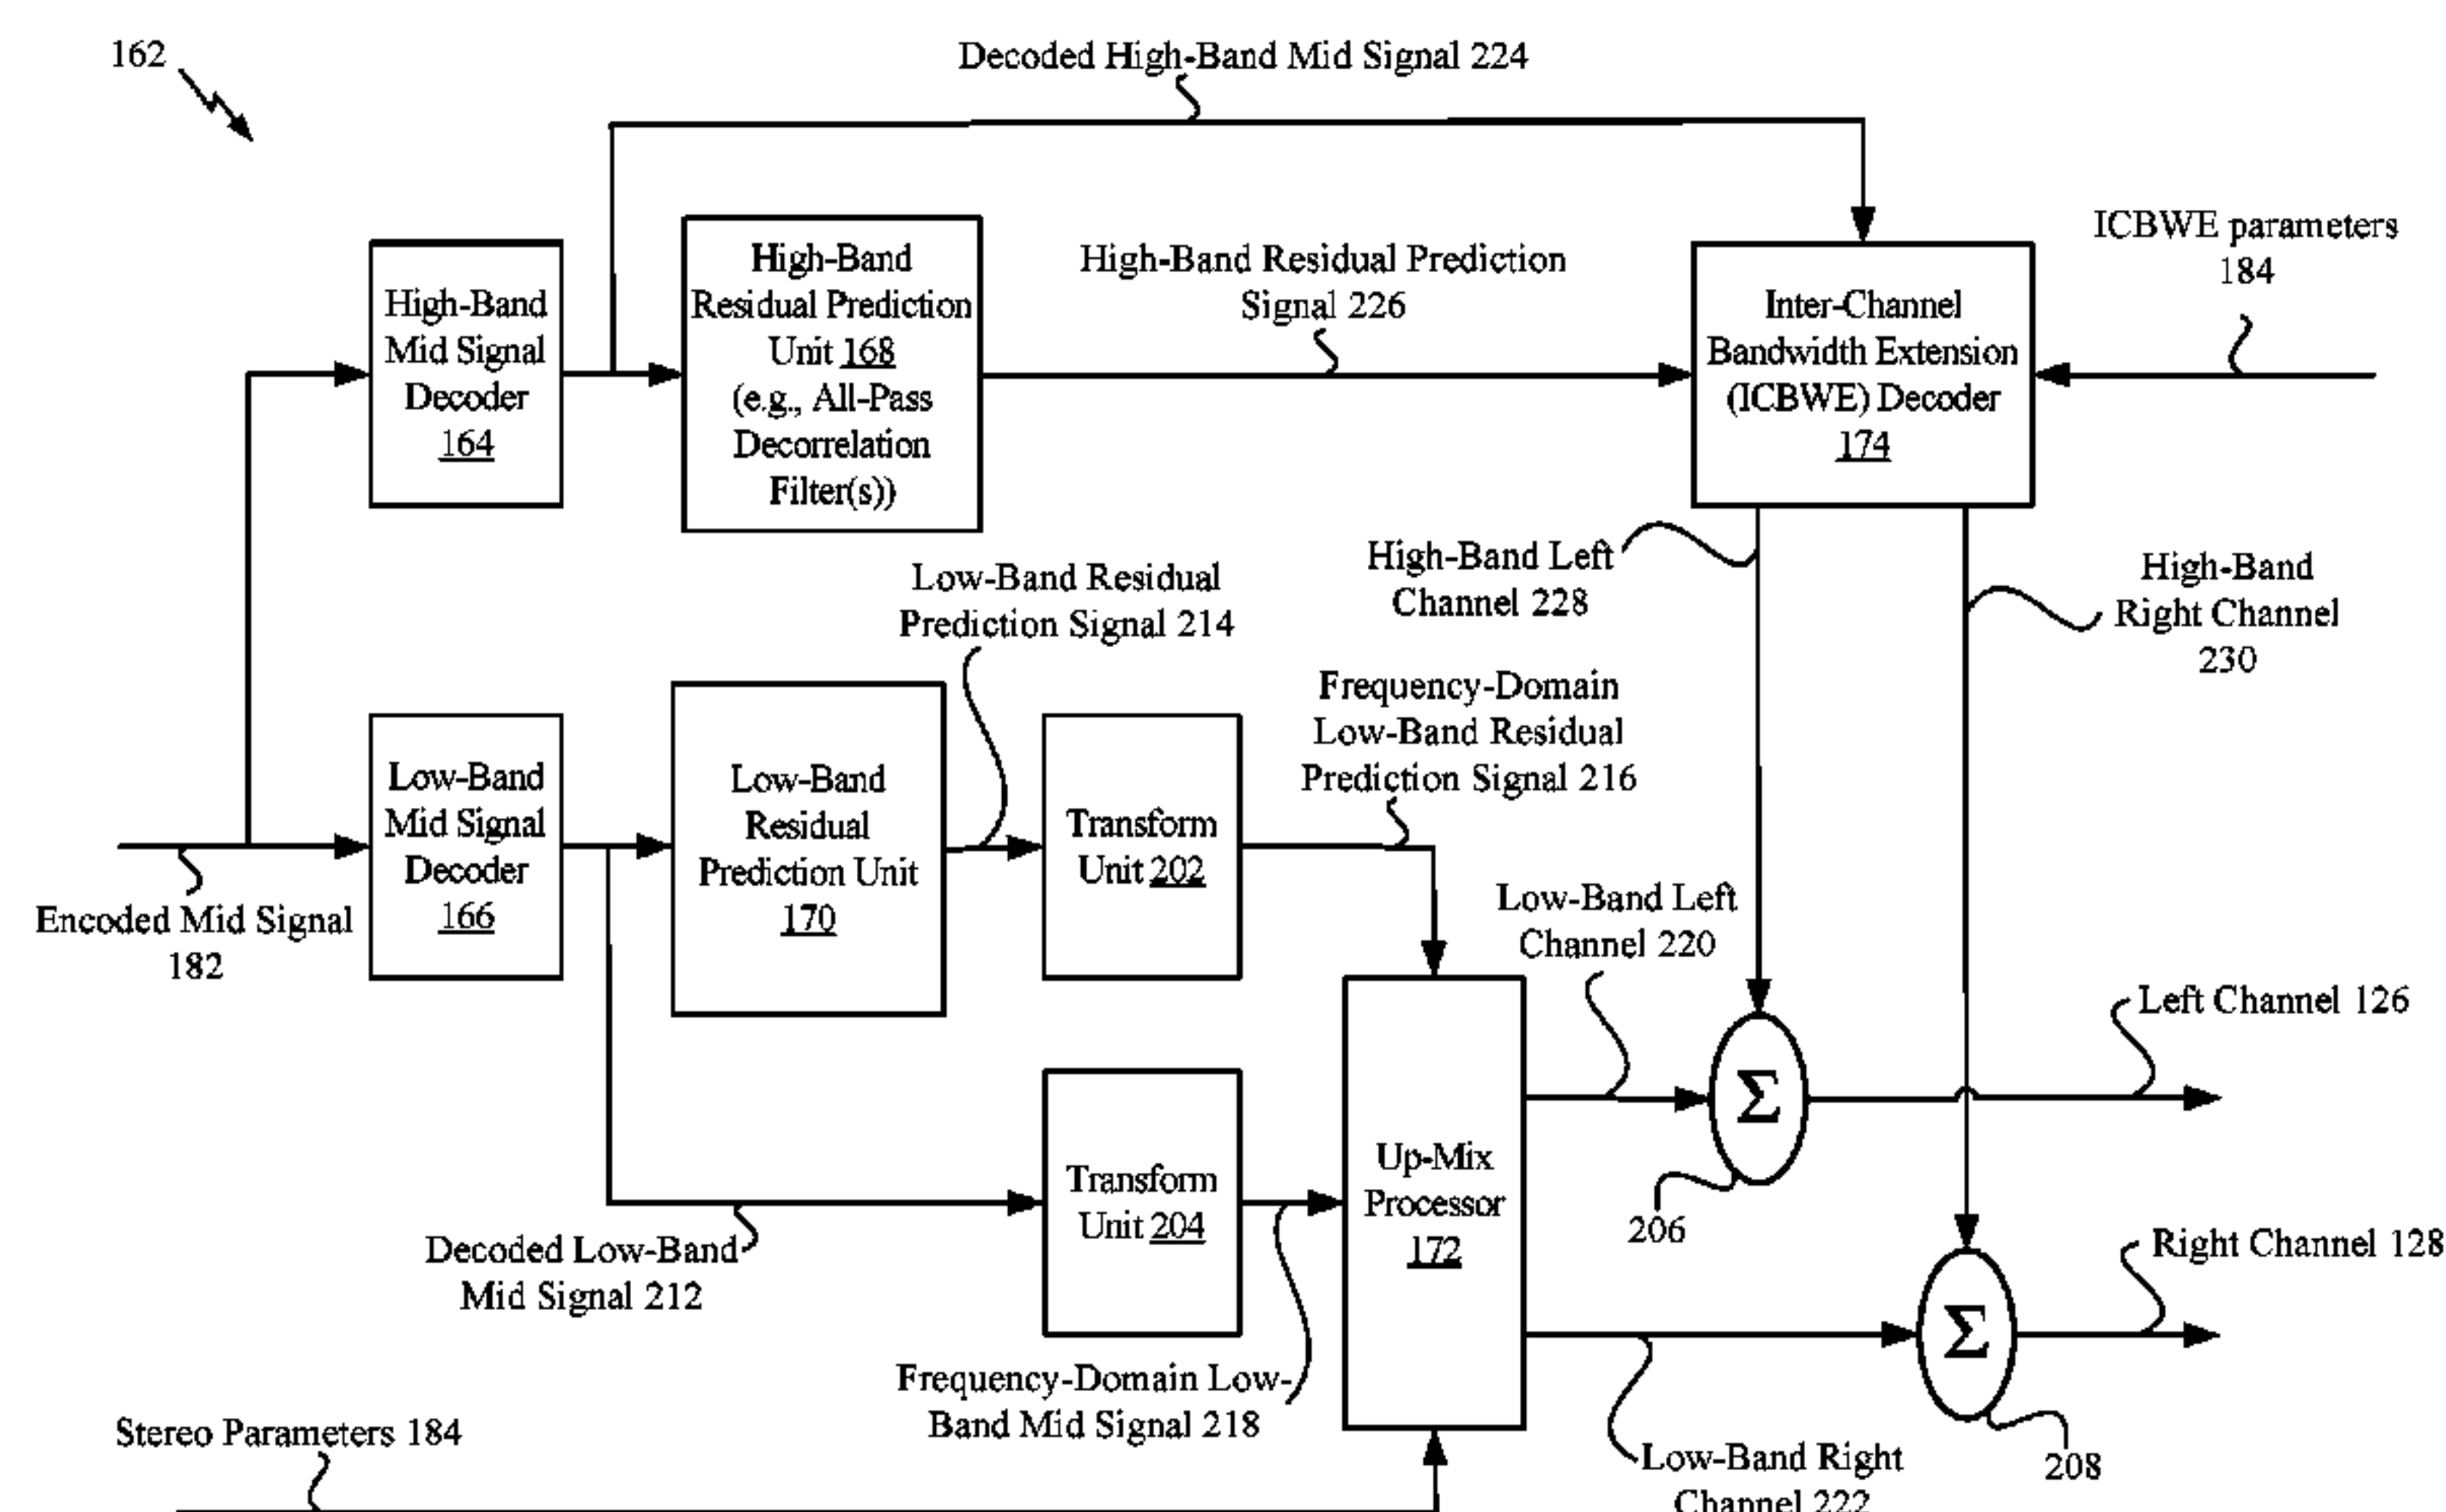 162
Decoded High-Band Mid Signal 224
High-Band
Mid Signal
Decoder
164
High-Band
Residual Prediction
Unit 168
(e.g., All-Pass
Decorrelation
Filter(s))
High-Band Residual Prediction
Signal 226
Inter-Channel
Bandwidth Extension
(ICBWE) Decoder
174
ICBWE parameters
184
High-Band Left
Channel 228
High-Band
Right Channel
230
Low-Band Residual
Prediction Signal 214
Frequency-Domain
Low-Band Residual
Prediction Signal 216
Encoded Mid Signal
182
Low-Band
Mid Signal
Decoder
166
Low-Band
Residual
Prediction Unit
170
Transform
Unit 202
Low-Band Left
Channel 220
Left Channel 126
Σ
206
Decoded Low-Band
Mid Signal 212
Transform
Unit 204
Up-Mix
Processor
172
Right Channel 128
Σ
208
Frequency-Domain Low-
Band Mid Signal 218
Stereo Parameters 184
Low-Band Right
Channel 222